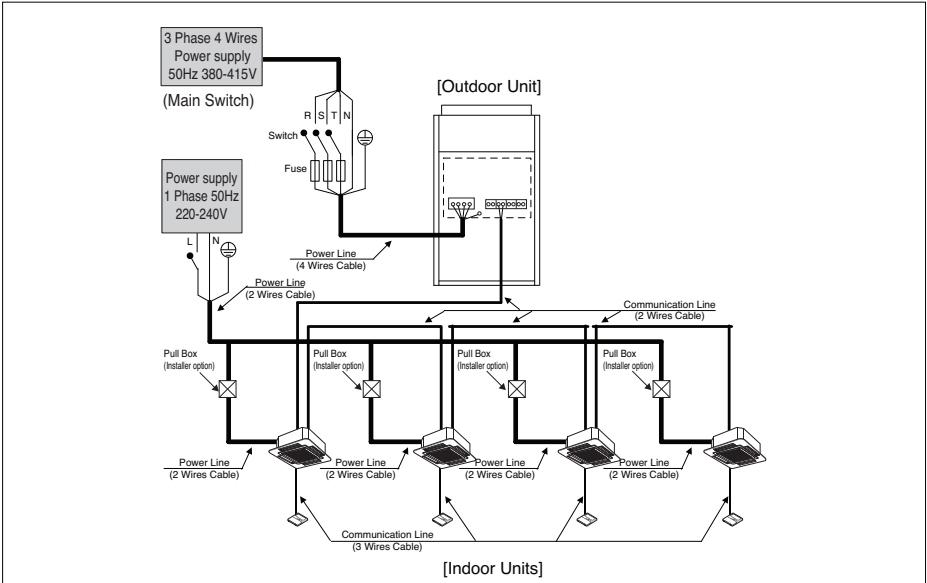 3 Phase 4 Wires
Power supply
50Hz 380-415V
(Main Switch)
[Outdoor Unit]
R S T N
Switch
Fuse
Power supply
1 Phase 50Hz
220-240V
L N
Power Line
(4 Wires Cable)
Power Line
(2 Wires Cable)
Communication Line
(2 Wires Cable)
Pull Box
(Installer option)
Pull Box
(Installer option)
Pull Box
(Installer option)
Pull Box
(Installer option)
Power Line
(2 Wires Cable)
Power Line
(2 Wires Cable)
Power Line
(2 Wires Cable)
Power Line
(2 Wires Cable)
Communication Line
(3 Wires Cable)
[Indoor Units]